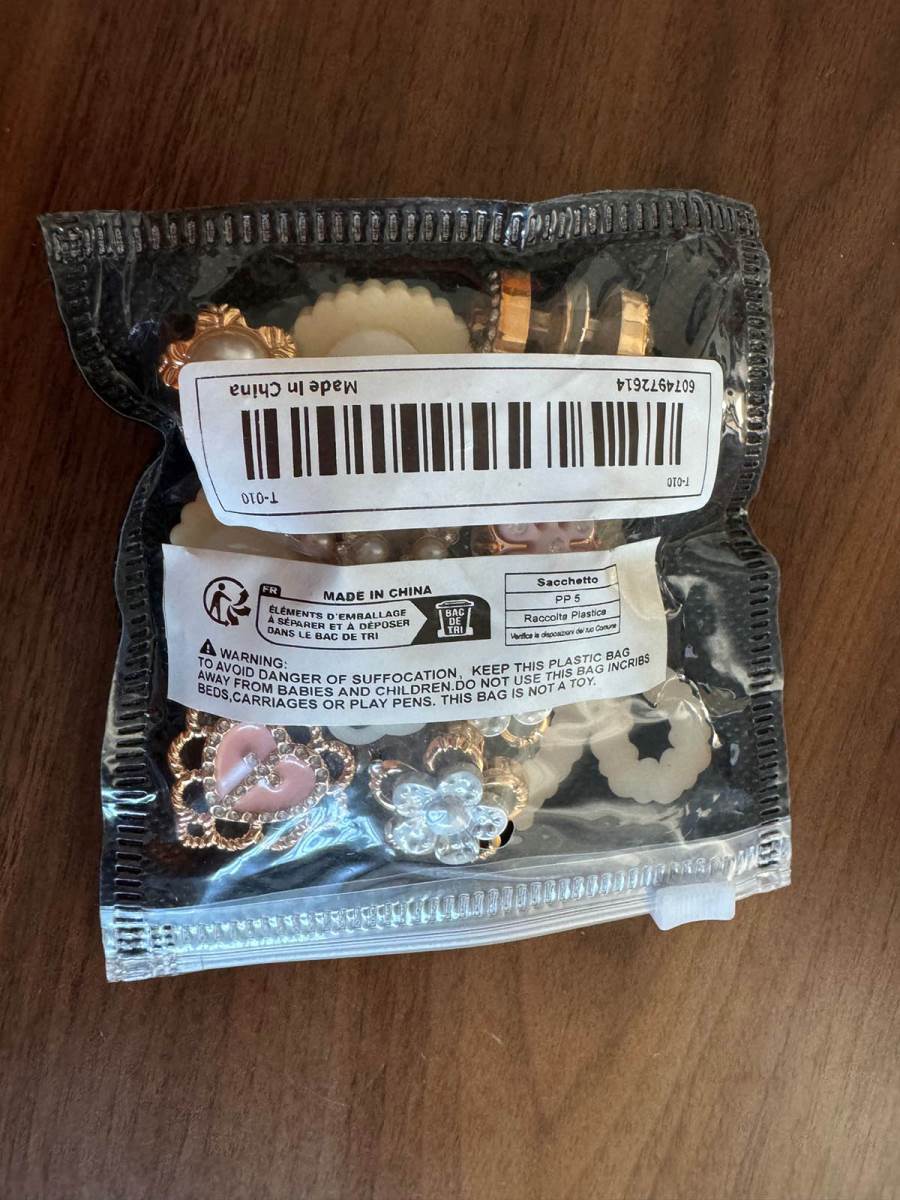 6074972614
Made In China
T-010
T-010
FR
MADE IN CHINA
ÉLÉMENTS D'EMBALLAGE
À SÉPARER ET À DÉPOSER
DANS LE BAC DE TRI
BAC
DE
TRI
Sacchetto
PP 5
Raccolta Plastica
Verifica le disposizioni del tuo Comune
WARNING:
TO AVOID DANGER OF SUFFOCATION, KEEP THIS PLASTIC BAG
AWAY FROM BABIES AND CHILDREN.DO NOT USE THIS BAG INCRIBS
BEDS,CARRIAGES OR PLAY PENS. THIS BAG IS NOT A TOY.